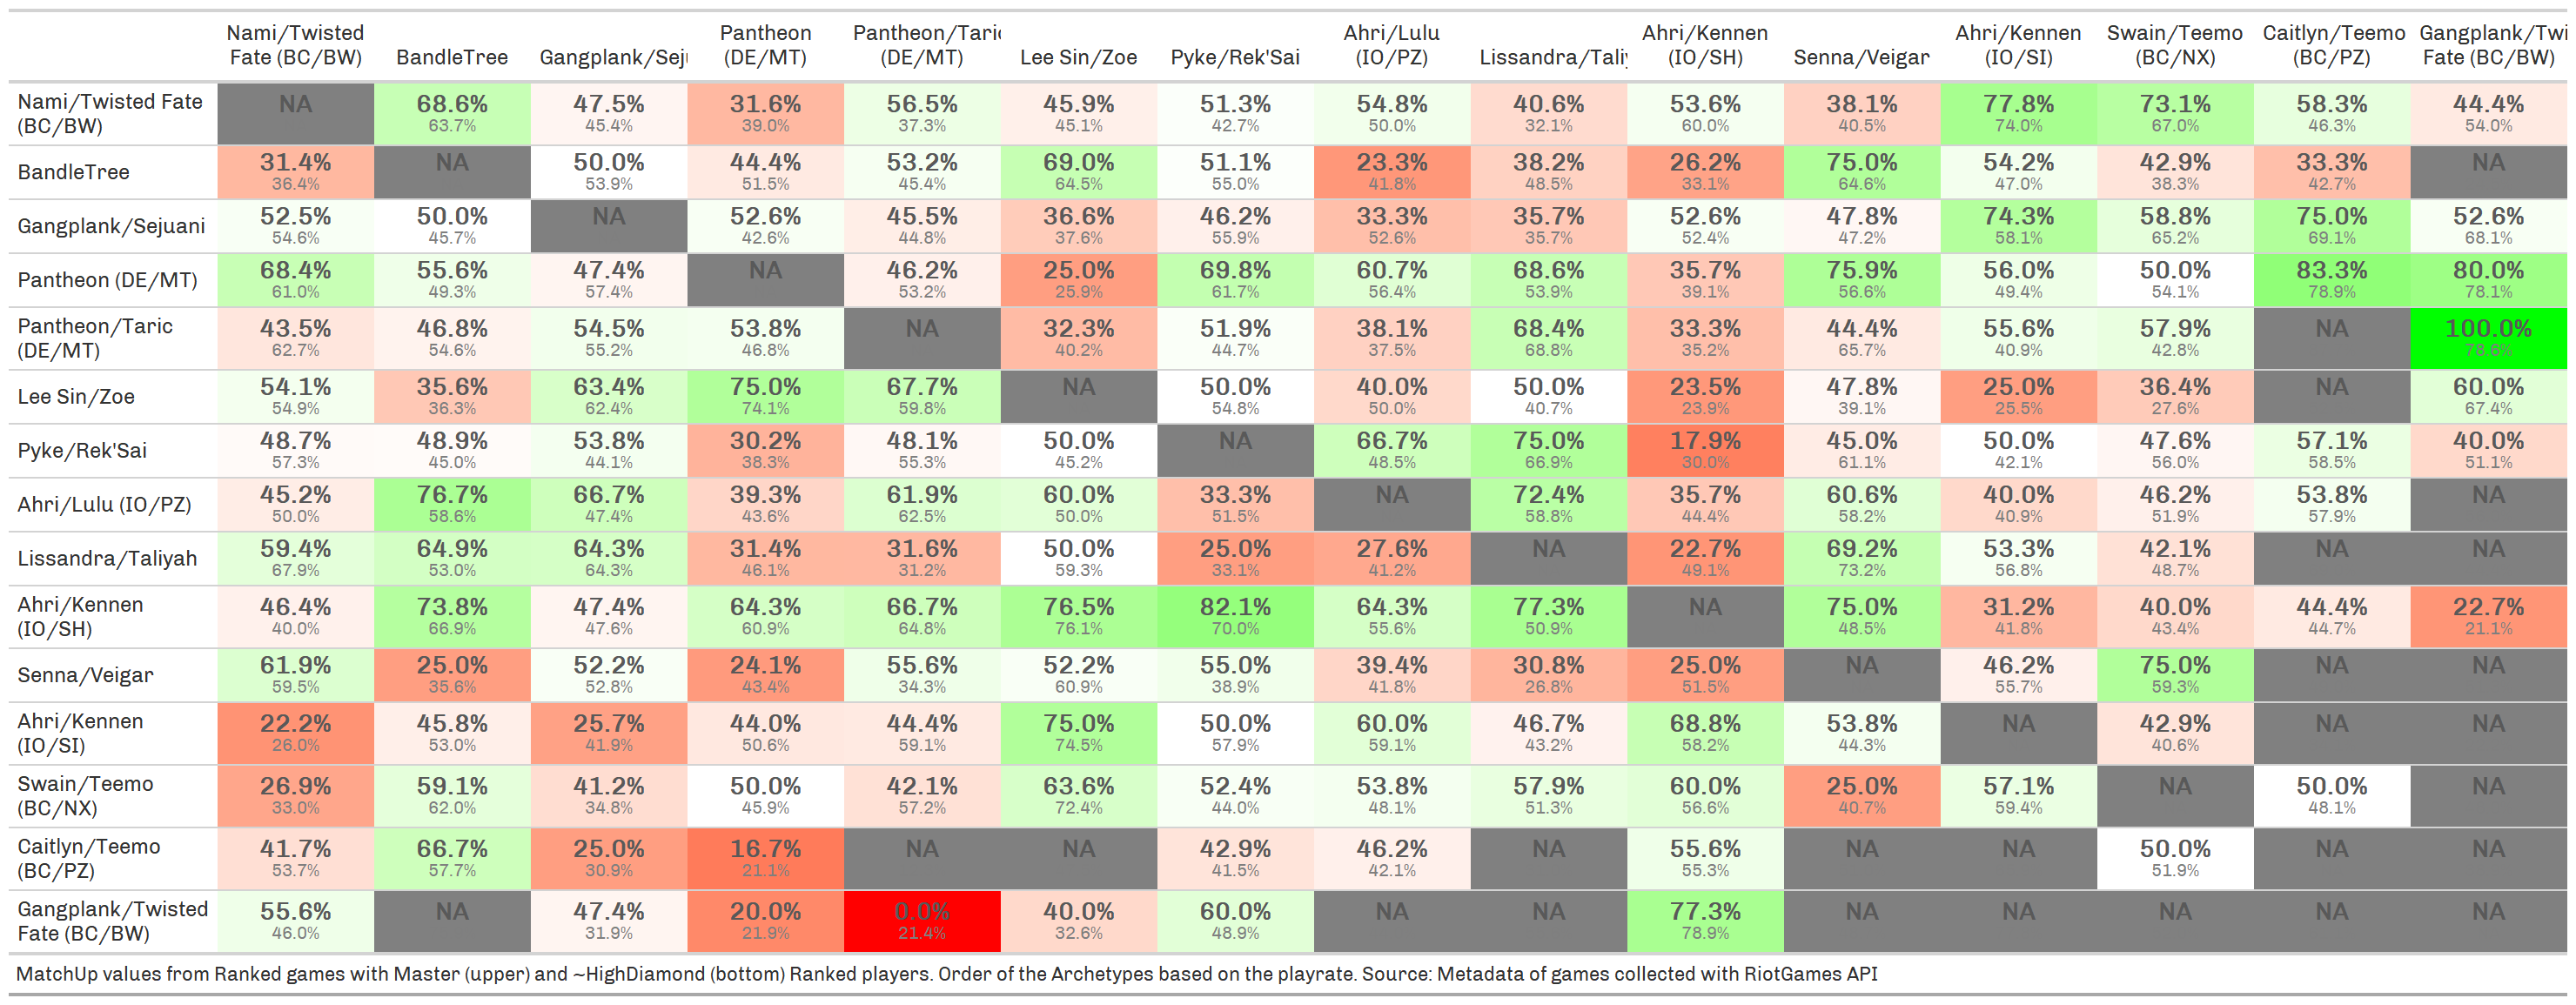 Nami/Twisted Fate (BC/BW) BandleTree Gangplank/Sej Pantheon (DE/MT) Pantheon/Taric (DE/MT) Lee Sin/Zoe Pyke/Rek'Sai Ahri/Lulu (IO/PZ) Lissandra/Taliy Ahri/Kennen (IO/SH) Senna/Veigar Ahri/Kennen (IO/SI) Swain/Teemo (BC/NX) Caitlyn/Teemo (BC/PZ) Gangplank/Twi Fate (BC/BW)
Nami/Twisted Fate (BC/BW) NA 68.6% 47.5% 31.6% 56.5% 45.9% 51.3% 54.8% 40.6% 53.6% 38.1% 77.8% 73.1% 58.3% 44.4%
63.7% 45.4% 39.0% 37.3% 45.1% 42.7% 50.0% 32.1% 60.0% 40.5% 74.0% 67.0% 46.3% 54.0%
BandleTree 31.4% NA 50.0% 44.4% 53.2% 69.0% 51.1% 23.3% 38.2% 26.2% 75.0% 54.2% 42.9% 33.3% NA
36.4% 53.9% 51.5% 45.4% 64.5% 55.0% 41.8% 48.5% 33.1% 64.6% 47.0% 38.3% 42.7%
Gangplank/Sejuani 52.5% 50.0% NA 52.6% 45.5% 36.6% 46.2% 33.3% 35.7% 52.6% 47.8% 74.3% 58.8% 75.0% 52.6%
54.6% 45.7% 42.6% 44.8% 37.6% 55.9% 52.6% 35.7% 52.4% 47.2% 58.1% 65.2% 69.1% 68.1%
Pantheon (DE/MT) 68.4% 55.6% 47.4% NA 46.2% 25.0% 69.8% 60.7% 68.6% 35.7% 75.9% 56.0% 50.0% 83.3% 80.0%
61.0% 49.3% 57.4% 53.2% 25.9% 61.7% 56.4% 53.9% 39.1% 56.6% 49.4% 54.1% 78.9% 78.1%
Pantheon/Taric (DE/MT) 43.5% 46.8% 54.5% 53.8% NA 32.3% 51.9% 38.1% 68.4% 33.3% 44.4% 55.6% 57.9% NA 100.0%
62.7% 54.6% 55.2% 46.8% 40.2% 44.7% 37.5% 68.8% 35.2% 65.7% 40.9% 42.8% 78.6%
Lee Sin/Zoe 54.1% 35.6% 63.4% 75.0% 67.7% NA 50.0% 40.0% 50.0% 23.5% 47.8% 25.0% 36.4% NA 60.0%
54.9% 36.3% 62.4% 74.1% 59.8% 54.8% 50.0% 40.7% 23.9% 39.1% 25.5% 27.6% 67.4%
Pyke/Rek'Sai 48.7% 48.9% 53.8% 30.2% 48.1% 50.0% NA 66.7% 75.0% 17.9% 45.0% 50.0% 47.6% 57.1% 40.0%
57.3% 45.0% 44.1% 38.3% 55.3% 45.2% 48.5% 66.9% 30.0% 61.1% 42.1% 56.0% 58.5% 51.1%
Ahri/Lulu (IO/PZ) 45.2% 76.7% 66.7% 39.3% 61.9% 60.0% 33.3% NA 72.4% 35.7% 60.6% 40.0% 46.2% 53.8% NA
50.0% 58.6% 47.4% 43.6% 62.5% 50.0% 51.5% 58.8% 44.4% 58.2% 40.9% 51.9% 57.9%
Lissandra/Taliyah 59.4% 64.9% 64.3% 31.4% 31.6% 50.0% 25.0% 27.6% NA 22.7% 69.2% 53.3% 42.1% NA NA
67.9% 53.0% 64.3% 46.1% 31.2% 59.3% 33.1% 41.2% 49.1% 73.2% 56.8% 48.7%
Ahri/Kennen (IO/SH) 46.4% 73.8% 47.4% 64.3% 66.7% 76.5% 82.1% 64.3% 77.3% NA 75.0% 31.2% 40.0% 44.4% 22.7%
40.0% 66.9% 47.6% 60.9% 64.8% 76.1% 70.0% 55.6% 50.9% 48.5% 41.8% 43.4% 44.7% 21.1%
Senna/Veigar 61.9% 25.0% 52.2% 24.1% 55.6% 52.2% 55.0% 39.4% 30.8% 25.0% NA 46.2% 75.0% NA NA
59.5% 35.6% 52.8% 43.4% 34.3% 60.9% 38.9% 41.8% 26.8% 51.5% 55.7% 59.3%
Ahri/Kennen (IO/SI) 22.2% 45.8% 25.7% 44.0% 44.4% 75.0% 50.0% 60.0% 46.7% 68.8% 53.8% NA 42.9% NA NA
26.0% 53.0% 41.9% 50.6% 59.1% 74.5% 57.9% 59.1% 43.2% 58.2% 44.3% 40.6%
Swain/Teemo (BC/NX) 26.9% 59.1% 41.2% 50.0% 42.1% 63.6% 52.4% 53.8% 57.9% 60.0% 25.0% 57.1% NA 50.0% NA
33.0% 62.0% 34.8% 45.9% 57.2% 72.4% 44.0% 48.1% 51.3% 56.6% 40.7% 59.4% 48.1%
Caitlyn/Teemo (BC/PZ) 41.7% 66.7% 25.0% 16.7% NA NA 42.9% 46.2% NA 55.6% NA NA 50.0% NA NA
53.7% 57.7% 30.9% 21.1% 41.5% 42.1% 55.3% 51.9%
Gangplank/Twisted Fate (BC/BW) 55.6% NA 47.4% 20.0% 0.0% 40.0% 60.0% NA NA 77.3% NA NA NA NA NA
46.0% 31.9% 21.9% 21.4% 32.6% 48.9% 78.9%
MatchUp values from Ranked games with Master (upper) and ~HighDiamond (bottom) Ranked players. Order of the Archetypes based on the playrate. Source: Metadata of games collected with RiotGames API